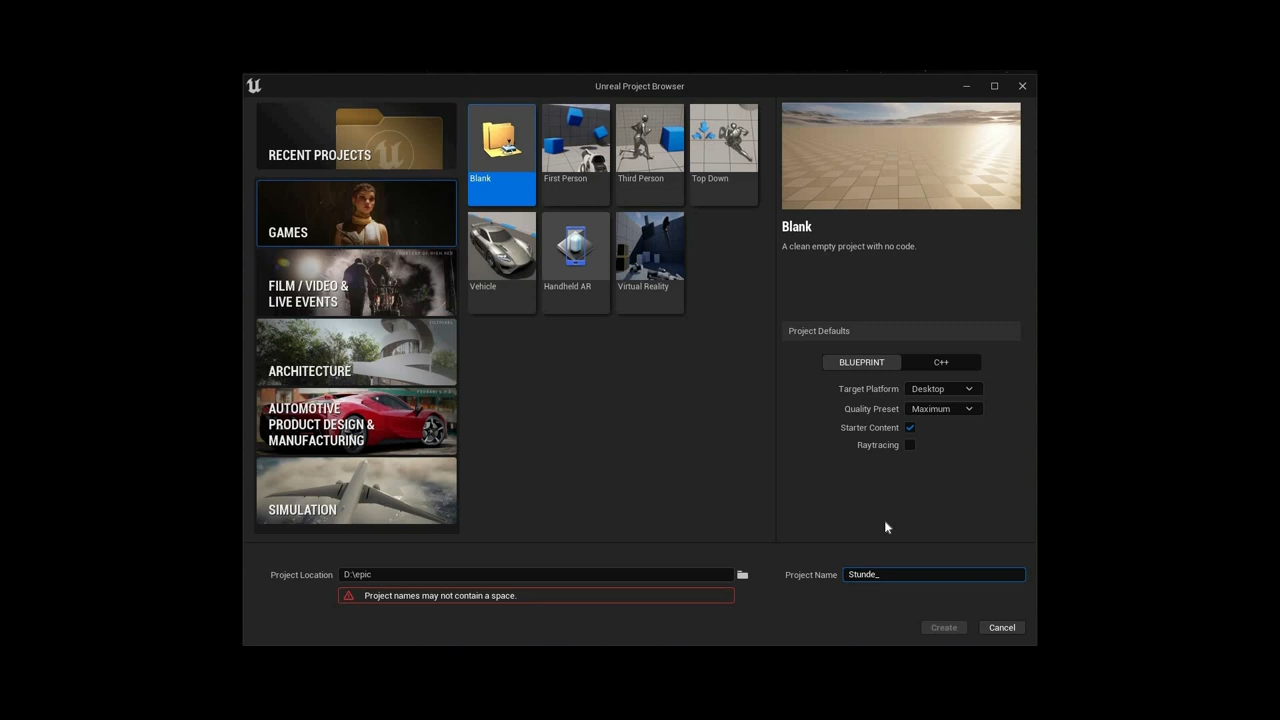 Unreal Project Browser
RECENT PROJECTS
GAMES
FILM / VIDEO &
LIVE EVENTS
ARCHITECTURE
AUTOMOTIVE
PRODUCT DESIGN &
MANUFACTURING
SIMULATION
Blank
First Person
Third Person
Top Down
Vehicle
Handheld AR
Virtual Reality
Blank
A clean empty project with no code.
Project Defaults
BLUEPRINT
C++
Target Platform
Desktop
Quality Preset
Maximum
Starter Content
Raytracing
Project Location
D:\epic
Project names may not contain a space.
Project Name
Stunde_
Create
Cancel